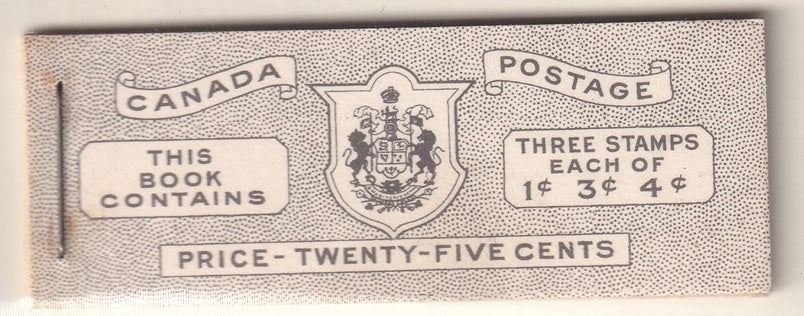 CANADA
POSTAGE
THIS
BOOK
CONTAINS
THREE STAMPS
EACH OF
1¢ 3¢ 4¢
PRICE - TWENTY-FIVE CENTS